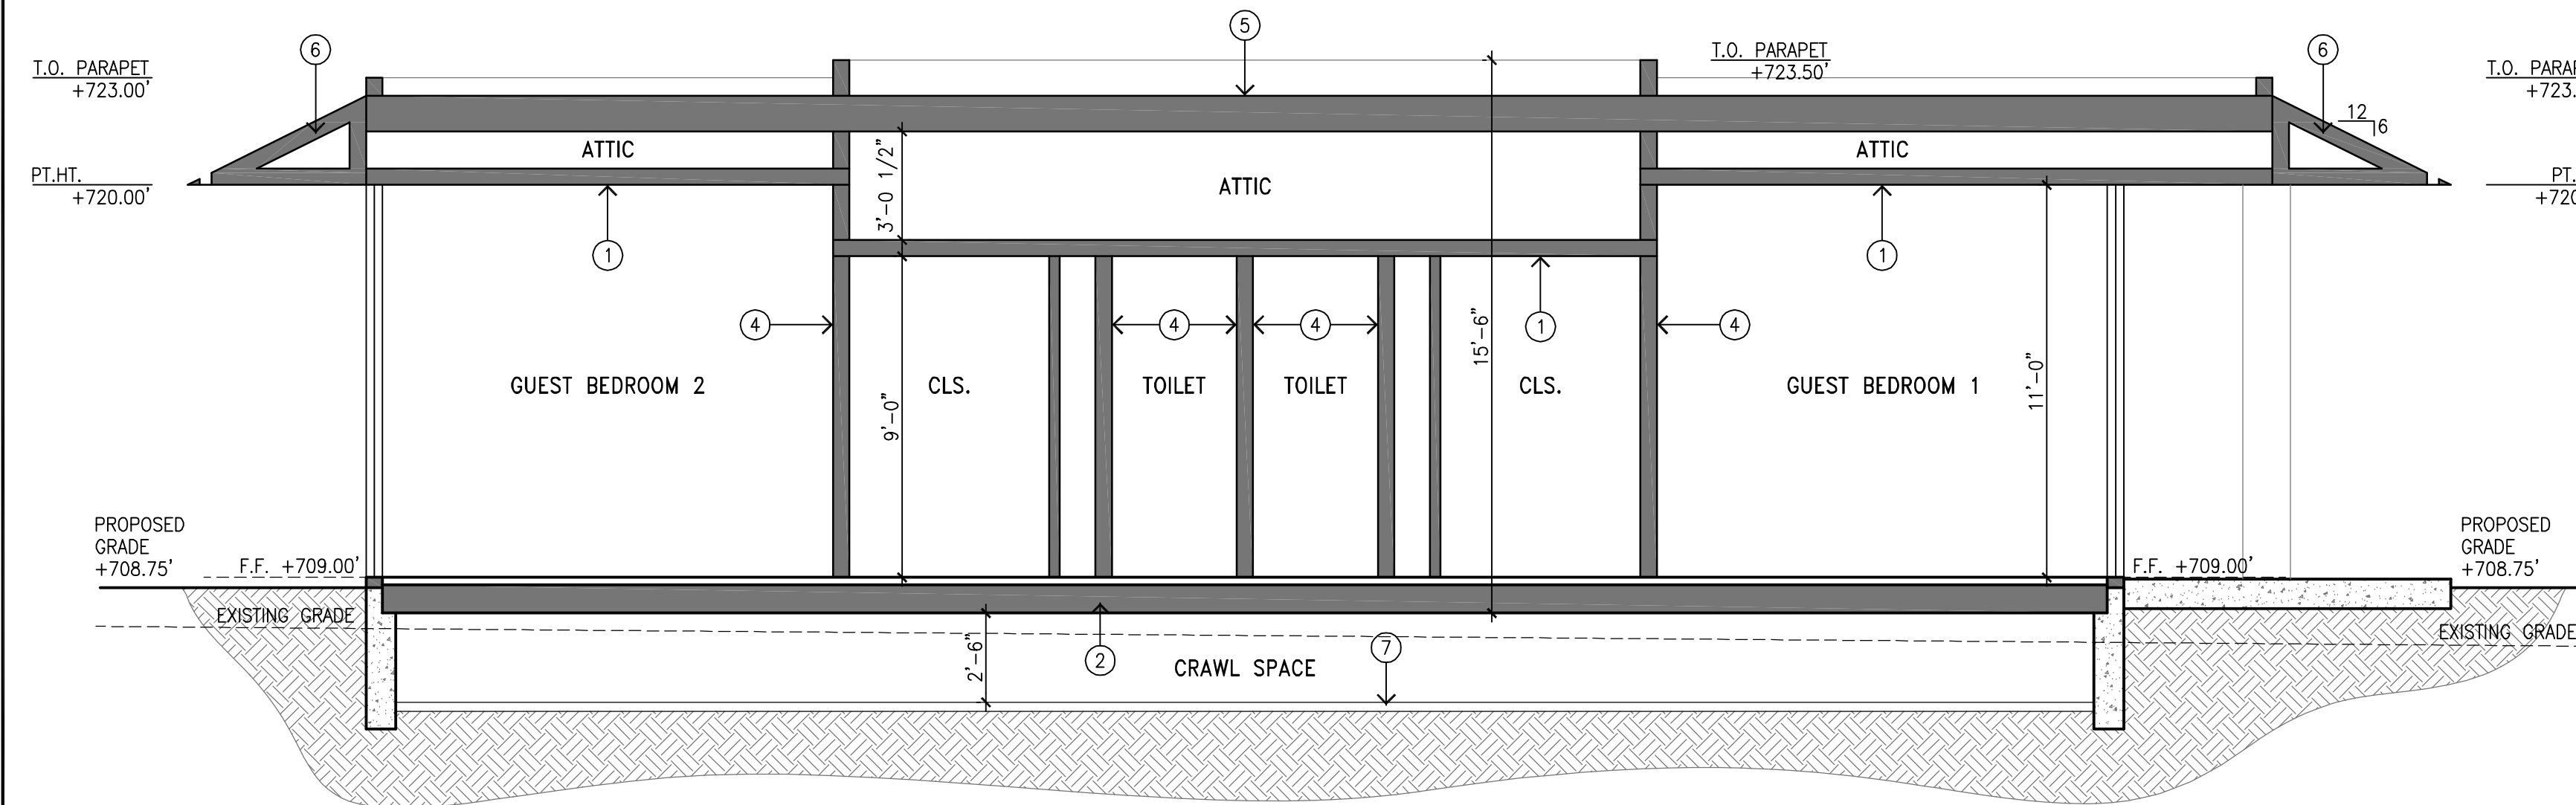 5
6
T.O. PARAPET
+723.50'
6
T.O. PARAPET
+723.00'
T.O. PARA
+723.
12
6
ATTIC
ATTIC
3'-0 1/2"
ATTIC
PT.HT.
+720.00'
PT.
+720
1
1
4
4
4
1
4
15'-6"
GUEST BEDROOM 2
CLS.
TOILET
TOILET
CLS.
GUEST BEDROOM 1
9'-0"
11'-0"
PROPOSED
GRADE
+708.75'
F.F. +709.00'
F.F. +709.00'
PROPOSED
GRADE
+708.75'
EXISTING GRADE
EXISTING GRADE
2'-6"
2
7
CRAWL SPACE